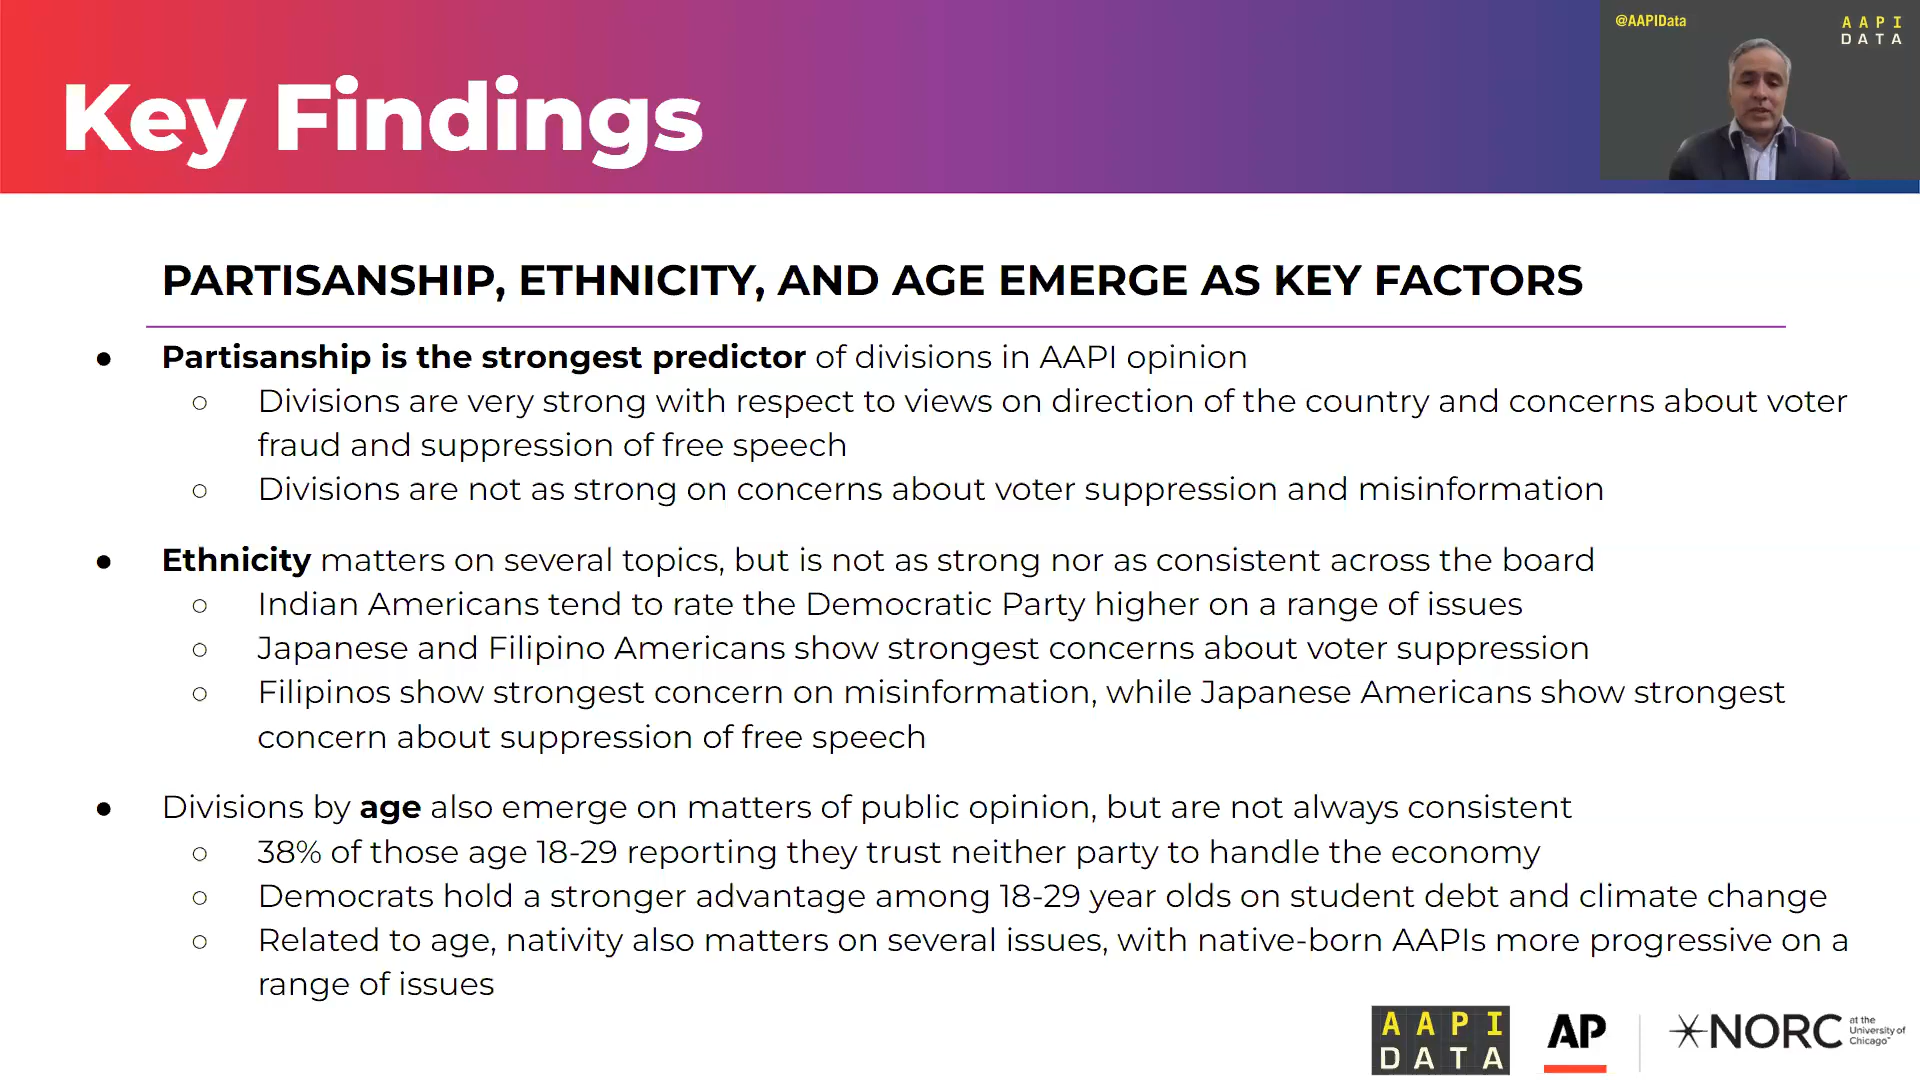 @AAPIData
AAPI
DATA
Key Findings
PARTISANSHIP, ETHNICITY, AND AGE EMERGE AS KEY FACTORS
● Partisanship is the strongest predictor of divisions in AAPI opinion
○ Divisions are very strong with respect to views on direction of the country and concerns about voter
fraud and suppression of free speech
○ Divisions are not as strong on concerns about voter suppression and misinformation
● Ethnicity matters on several topics, but is not as strong nor as consistent across the board
○ Indian Americans tend to rate the Democratic Party higher on a range of issues
○ Japanese and Filipino Americans show strongest concerns about voter suppression
○ Filipinos show strongest concern on misinformation, while Japanese Americans show strongest
concern about suppression of free speech
● Divisions by age also emerge on matters of public opinion, but are not always consistent
○ 38% of those age 18-29 reporting they trust neither party to handle the economy
○ Democrats hold a stronger advantage among 18-29 year olds on student debt and climate change
○ Related to age, nativity also matters on several issues, with native-born AAPIs more progressive on a
range of issues
AAPI
DATA
AP
NORC
at the
University of
Chicago™